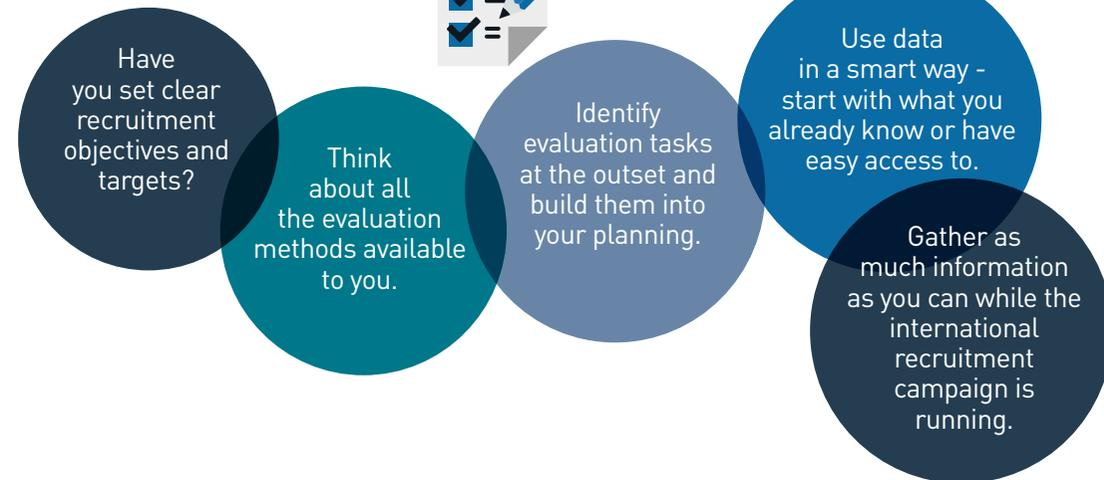 Have
you set clear
recruitment
objectives and
targets?
Think
about all
the evaluation
methods available
to you.
Identify
evaluation tasks
at the outset and
build them into
your planning.
Use data
in a smart way -
start with what you
already know or have
easy access to.
Gather as
much information
as you can while the
international
recruitment
campaign is
running.